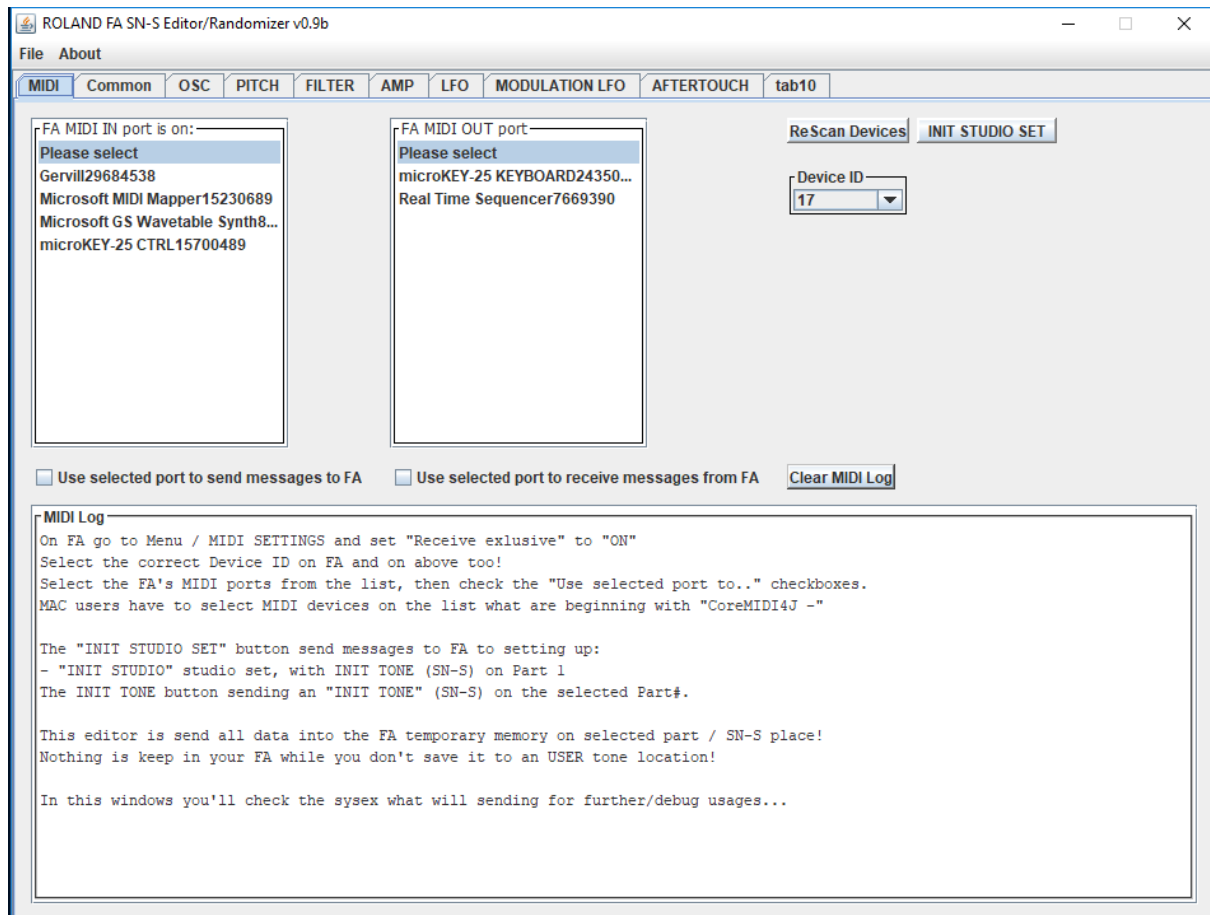 ROLAND FA SN-S Editor/Randomizer v0.9b
File About
MIDI Common OSC PITCH FILTER AMP LFO MODULATION LFO AFTERTOUCH tab10
FA MIDI IN port is on:
Please select
Gervill29684538
Microsoft MIDI Mapper15230689
Microsoft GS Wavetable Synth8...
microKEY-25 CTRL15700489
FA MIDI OUT port
Please select
microKEY-25 KEYBOARD24350...
Real Time Sequencer7669390
ReScan Devices INIT STUDIO SET
Device ID
17
Use selected port to send messages to FA Use selected port to receive messages from FA Clear MIDI Log
MIDI Log
On FA go to Menu / MIDI SETTINGS and set "Receive exlusive" to "ON"
Select the correct Device ID on FA and on above too!
Select the FA's MIDI ports from the list, then check the "Use selected port to.." checkboxes.
MAC users have to select MIDI devices on the list what are beginning with "CoreMIDI4J -"
The "INIT STUDIO SET" button send messages to FA to setting up:
- "INIT STUDIO" studio set, with INIT TONE (SN-S) on Part 1
The INIT TONE button sending an "INIT TONE" (SN-S) on the selected Part#.
This editor is send all data into the FA temporary memory on selected part / SN-S place!
Nothing is keep in your FA while you don't save it to an USER tone location!
In this windows you'll check the sysex what will sending for further/debug usages...